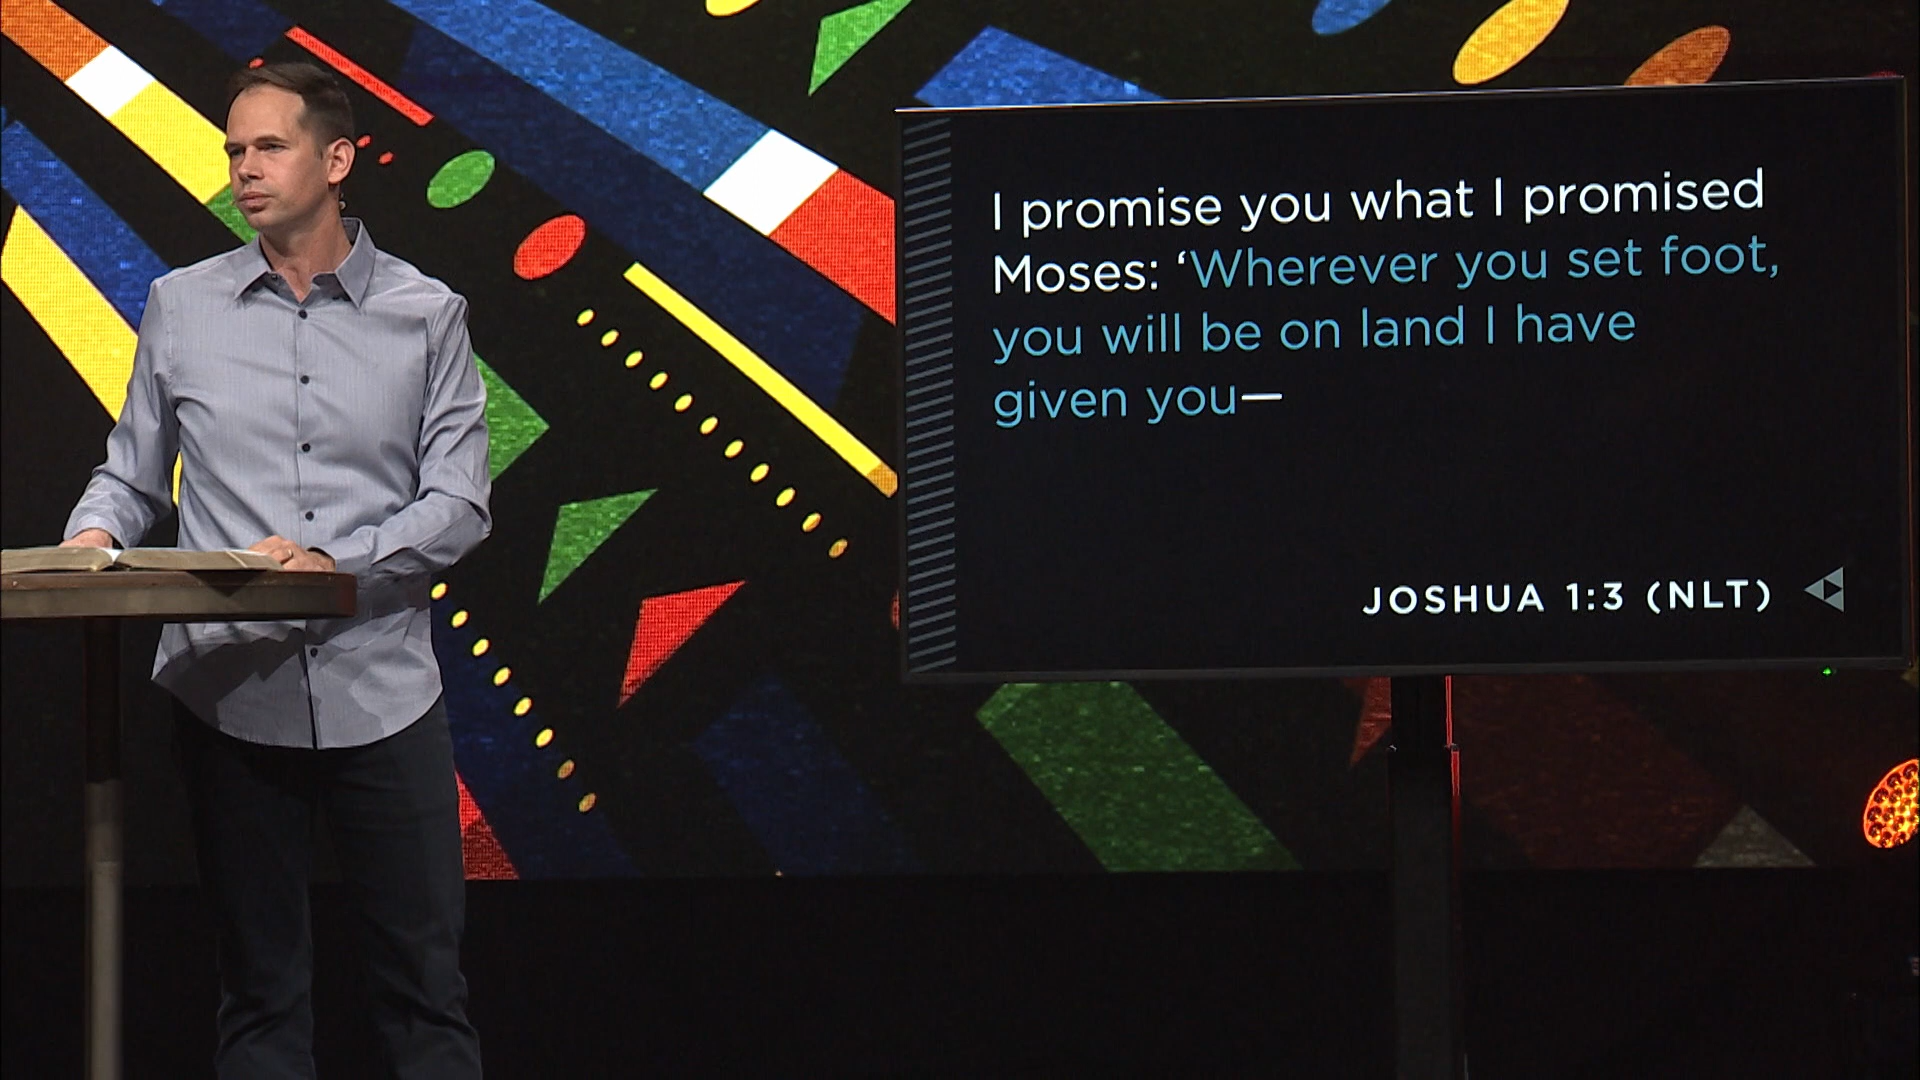 I promise you what I promised
Moses: ‘Wherever you set foot,
you will be on land I have
given you—
JOSHUA 1:3 (NLT)